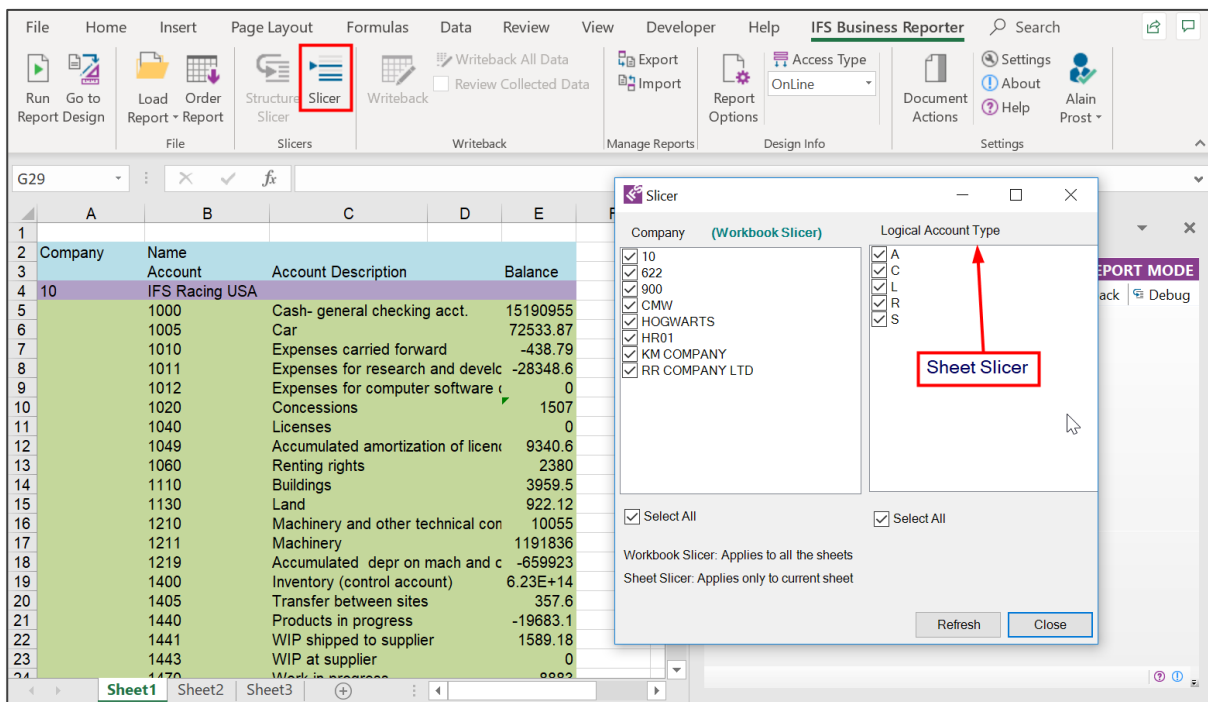 File Home Insert Page Layout Formulas Data Review View Developer Help IFS Business Reporter Search
Run Report
Go to Design
Load Report
Order Report
File
Structure Slicer
Slicer
Slicers
Writeback
Writeback All Data
Review Collected Data
Writeback
Export
Import
Manage Reports
Report Options
Access Type
OnLine
Design Info
Document Actions
Settings
About
Help
Alain Prost
Settings
G29 fx
A B C D E F
1
2 Company Name
3 Account Account Description Balance
4 10 IFS Racing USA
5 1000 Cash- general checking acct. 15190955
6 1005 Car 72533.87
7 1010 Expenses carried forward -438.79
8 1011 Expenses for research and develc -28348.6
9 1012 Expenses for computer software 0
10 1020 Concessions 1507
11 1040 Licenses 0
12 1049 Accumulated amortization of licen 9340.6
13 1060 Renting rights 2380
14 1110 Buildings 3959.5
15 1130 Land 922.12
16 1210 Machinery and other technical con 10055
17 1211 Machinery 1191836
18 1219 Accumulated depr on mach and c -659923
19 1400 Inventory (control account) 6.23E+14
20 1405 Transfer between sites 357.6
21 1440 Products in progress -19683.1
22 1441 WIP shipped to supplier 1589.18
23 1443 WIP at supplier 0
24 1470 Work in progress 8883
Sheet1 Sheet2 Sheet3
Slicer
Company (Workbook Slicer)
10
622
900
CMW
HOGWARTS
HR01
KM COMPANY
RR COMPANY LTD
Select All
Logical Account Type
A
C
L
R
S
Select All
Sheet Slicer
Workbook Slicer: Applies to all the sheets
Sheet Slicer: Applies only to current sheet
Refresh Close
EPORT MODE
ack Debug